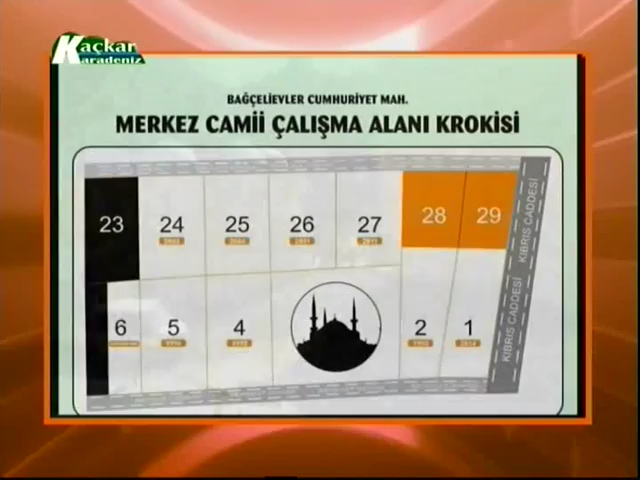 Kaçkar
Karadeniz
BAĞÇELİEVLER CUMHURİYET MAH.
MERKEZ CAMİİ ÇALIŞMA ALANI KROKİSİ
23
24
25
26
27
28
29
KIBRIS CADDESİ
6
5
4
2
1
KIBRIS CADDESİ